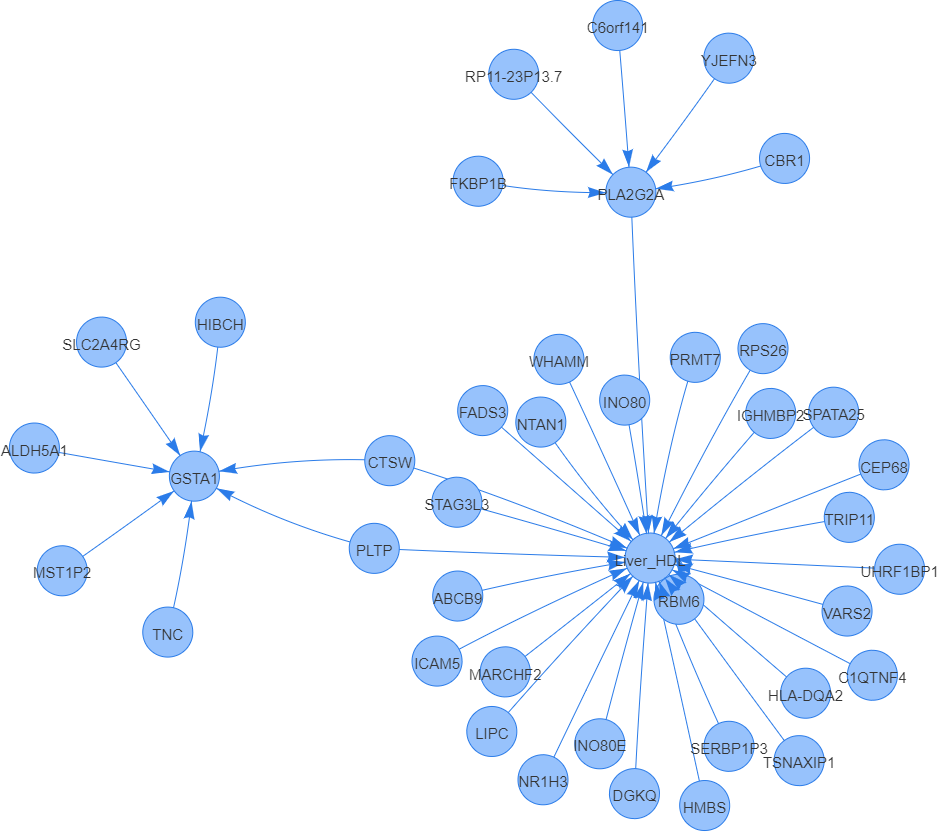 C6orf141
YJEFN3
RP11-23P13.7
CBR1
FKBP1B
PLA2G2A
HIBCH
SLC2A4RG
RPS26
PRMT7
WHAMM
INO80
IGHMBP2
SPATA25
FADS3
NTAN1
ALDH5A1
CTSW
CEP68
GSTA1
STAG3L3
TRIP11
PLTP
Liver_HDL
UHRF1BP1
MST1P2
ABCB9
RBM6
VARS2
TNC
ICAM5
MARCHF2
C1QTNF4
HLA-DQA2
LIPC
INO80E
SERBP1P3
TSNAXIP1
NR1H3
DGKQ
HMBS